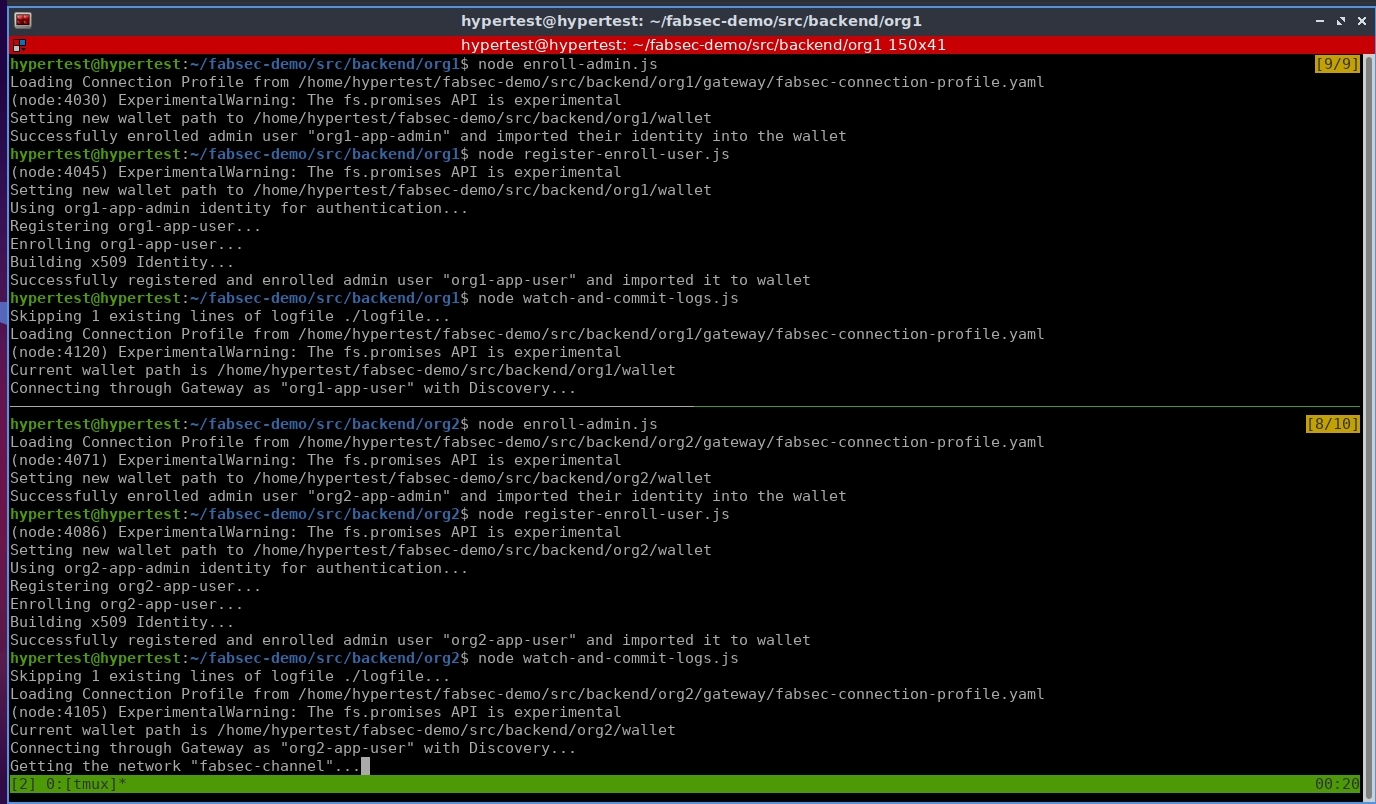 hypertest@hypertest: ~/fabsec-demo/src/backend/org1
hypertest@hypertest: ~/fabsec-demo/src/backend/org1 150x41
hypertest@hypertest:~/fabsec-demo/src/backend/org1$ node enroll-admin.js [9/9]
Loading Connection Profile from /home/hypertest/fabsec-demo/src/backend/org1/gateway/fabsec-connection-profile.yaml
(node:4030) ExperimentalWarning: The fs.promises API is experimental
Setting new wallet path to /home/hypertest/fabsec-demo/src/backend/org1/wallet
Successfully enrolled admin user "org1-app-admin" and imported their identity into the wallet
hypertest@hypertest:~/fabsec-demo/src/backend/org1$ node register-enroll-user.js
(node:4045) ExperimentalWarning: The fs.promises API is experimental
Setting new wallet path to /home/hypertest/fabsec-demo/src/backend/org1/wallet
Using org1-app-admin identity for authentication...
Registering org1-app-user...
Enrolling org1-app-user...
Building x509 Identity...
Successfully registered and enrolled admin user "org1-app-user" and imported it to wallet
hypertest@hypertest:~/fabsec-demo/src/backend/org1$ node watch-and-commit-logs.js
Skipping 1 existing lines of logfile ./logfile...
Loading Connection Profile from /home/hypertest/fabsec-demo/src/backend/org1/gateway/fabsec-connection-profile.yaml
(node:4120) ExperimentalWarning: The fs.promises API is experimental
Current wallet path is /home/hypertest/fabsec-demo/src/backend/org1/wallet
Connecting through Gateway as "org1-app-user" with Discovery...
hypertest@hypertest:~/fabsec-demo/src/backend/org2$ node enroll-admin.js [8/10]
Loading Connection Profile from /home/hypertest/fabsec-demo/src/backend/org2/gateway/fabsec-connection-profile.yaml
(node:4071) ExperimentalWarning: The fs.promises API is experimental
Setting new wallet path to /home/hypertest/fabsec-demo/src/backend/org2/wallet
Successfully enrolled admin user "org2-app-admin" and imported their identity into the wallet
hypertest@hypertest:~/fabsec-demo/src/backend/org2$ node register-enroll-user.js
(node:4086) ExperimentalWarning: The fs.promises API is experimental
Setting new wallet path to /home/hypertest/fabsec-demo/src/backend/org2/wallet
Using org2-app-admin identity for authentication...
Registering org2-app-user...
Enrolling org2-app-user...
Building x509 Identity...
Successfully registered and enrolled admin user "org2-app-user" and imported it to wallet
hypertest@hypertest:~/fabsec-demo/src/backend/org2$ node watch-and-commit-logs.js
Skipping 1 existing lines of logfile ./logfile...
Loading Connection Profile from /home/hypertest/fabsec-demo/src/backend/org2/gateway/fabsec-connection-profile.yaml
(node:4105) ExperimentalWarning: The fs.promises API is experimental
Current wallet path is /home/hypertest/fabsec-demo/src/backend/org2/wallet
Connecting through Gateway as "org2-app-user" with Discovery...
Getting the network "fabsec-channel"...
[2] 0:[tmux]* 00:20